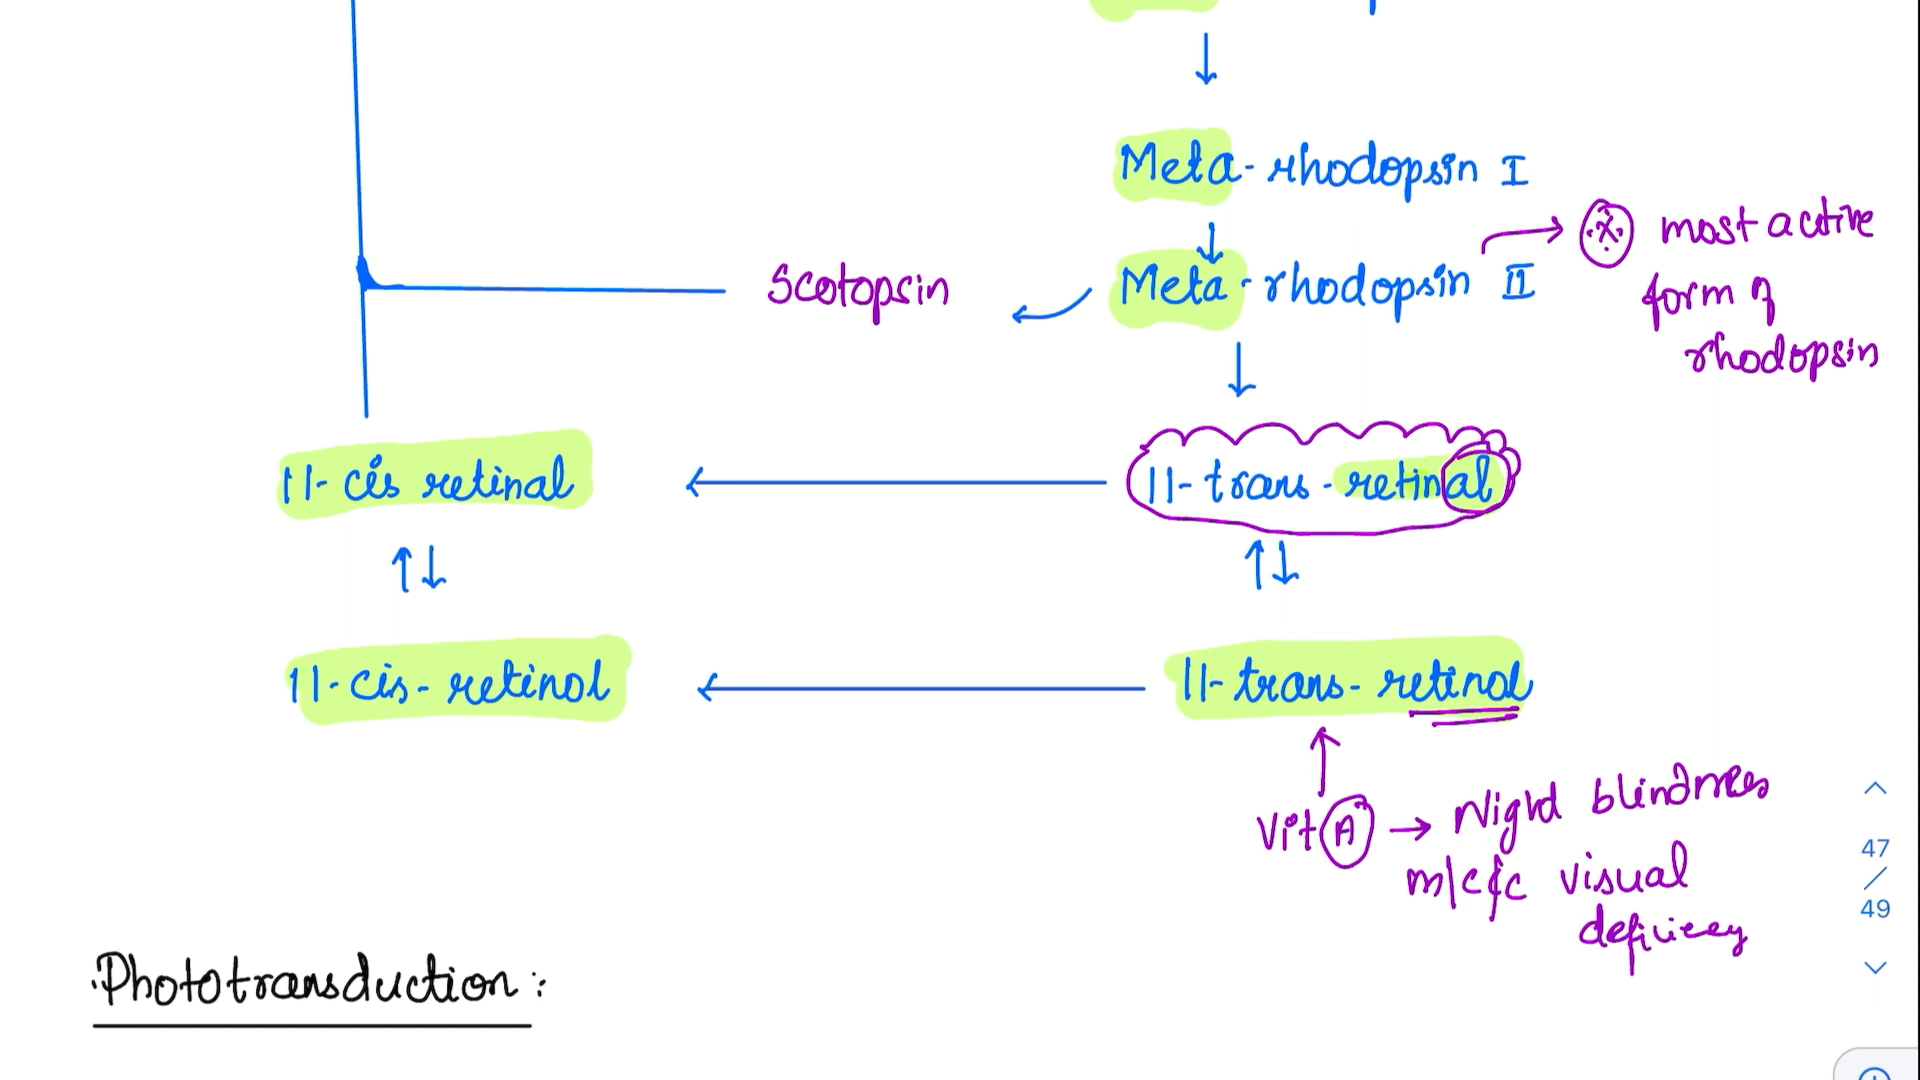 Meta-rhodopsin I
Scotopsin
Meta-rhodopsin II
most active
form of
rhodopsin
11-cis retinal
11-trans-retinal
11-cis-retinol
11-trans-retinol
Vit A → Night blindness
m/c/c visual
Phototransduction:
47
/
49